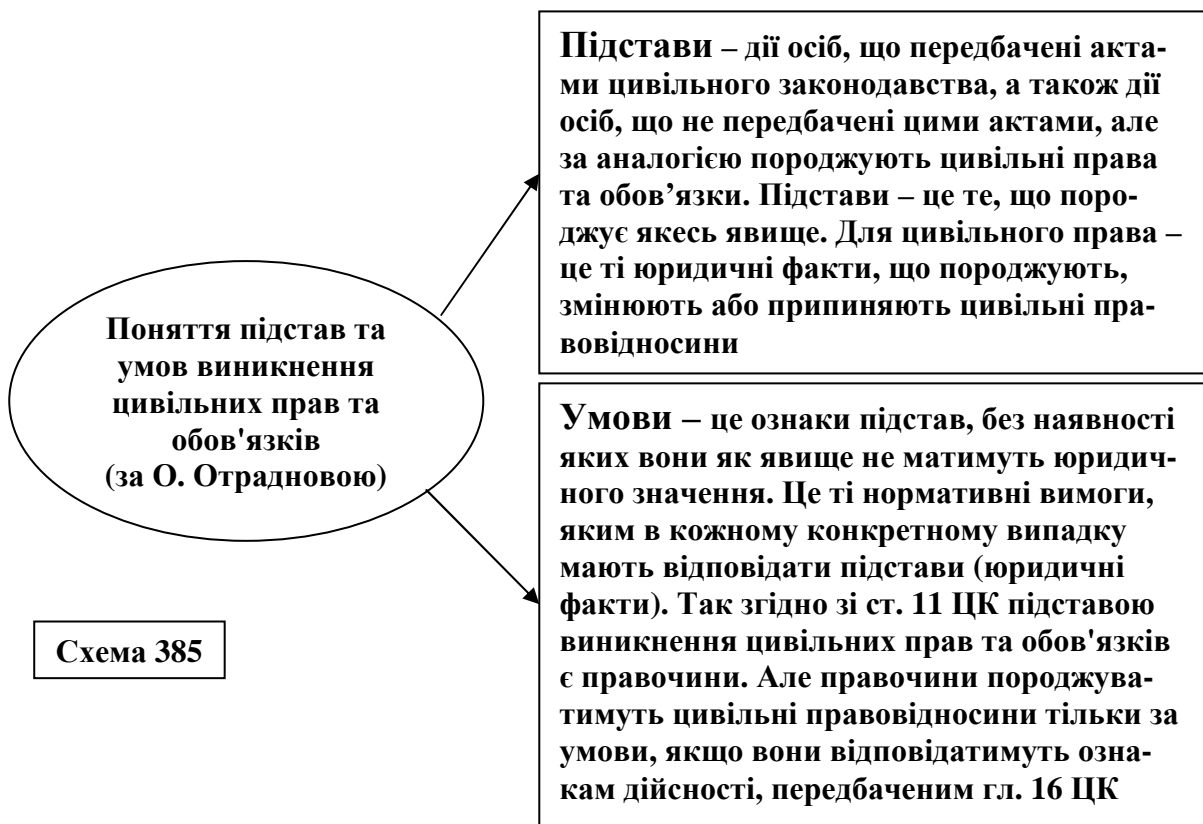 Підстави – дії осіб, що передбачені акта-
ми цивільного законодавства, а також дії
осіб, що не передбачені цими актами, але
за аналогією породжують цивільні права
та обов’язки. Підстави – це те, що поро-
джує якесь явище. Для цивільного права –
це ті юридичні факти, що породжують,
змінюють або припиняють цивільні пра-
вовідносини
Поняття підстав та
умов виникнення
цивільних прав та
обов'язків
(за О. Отрадновою)
Умови – це ознаки підстав, без наявності
яких вони як явище не матимуть юридич-
ного значення. Це ті нормативні вимоги,
яким в кожному конкретному випадку
мають відповідати підстави (юридичні
факти). Так згідно зі ст. 11 ЦК підставою
виникнення цивільних прав та обов'язків
є правочини. Але правочини породжува-
тимуть цивільні правовідносини тільки за
умови, якщо вони відповідатимуть озна-
кам дійсності, передбаченим гл. 16 ЦК
Схема 385